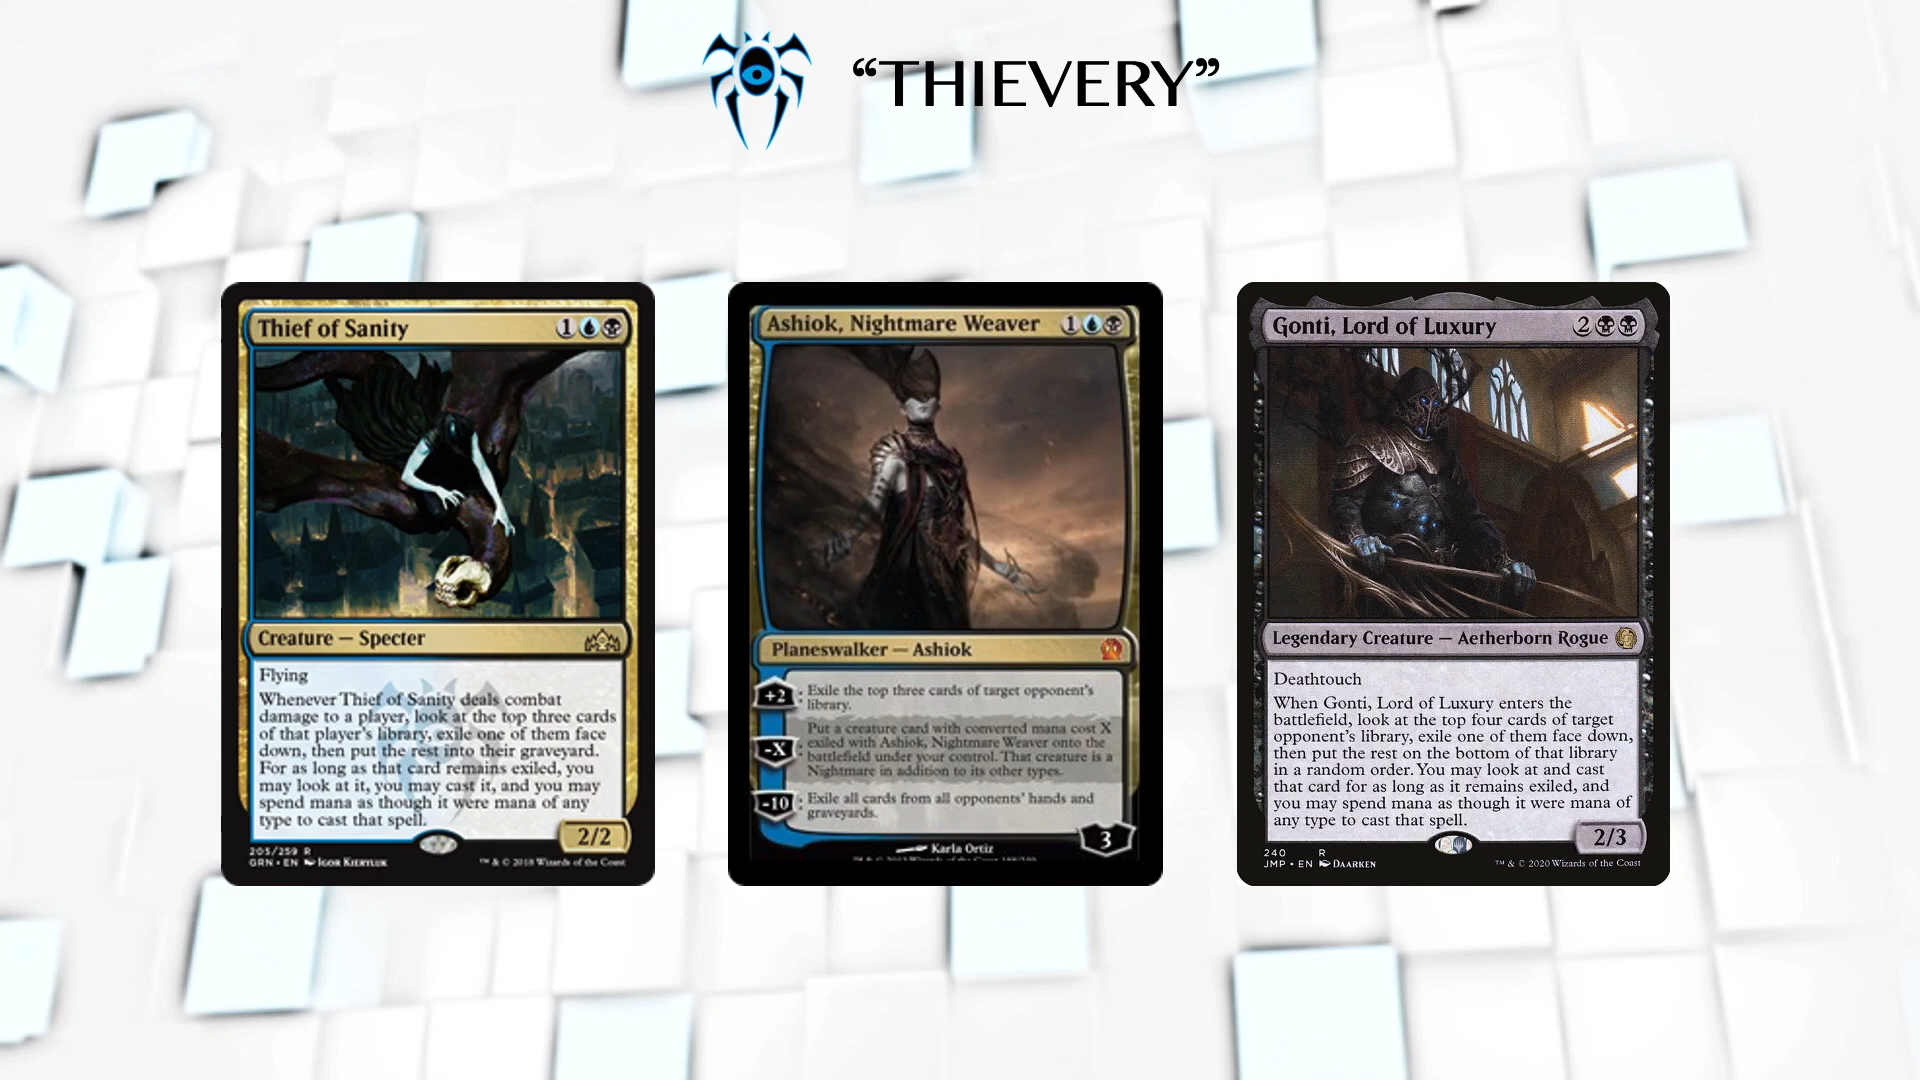 “THIEVERY”
Thief of Sanity 1
Creature — Specter
Flying
Whenever Thief of Sanity deals combat
damage to a player, look at the top three cards
of that player's library, exile one of them face
down, then put the rest into their graveyard.
For as long as that card remains exiled, you
may look at it, you may cast it, and you may
spend mana as though it were mana of any
type to cast that spell.
2/2
205/259 R
GRN • EN Igor Kieryluk
™ & © 2018 Wizards of the Coast
Ashiok, Nightmare Weaver 1
Planeswalker — Ashiok
+2: Exile the top three cards of target opponent's
library.
-X: Put a creature card with converted mana cost X
exiled with Ashiok, Nightmare Weaver onto the
battlefield under your control. That creature is a
Nightmare in addition to its other types.
-10: Exile all cards from all opponents' hands and
graveyards.
3
Karla Ortiz
Gonti, Lord of Luxury 2
Legendary Creature — Aetherborn Rogue
Deathtouch
When Gonti, Lord of Luxury enters the
battlefield, look at the top four cards of target
opponent's library, exile one of them face down,
then put the rest on the bottom of that library
in a random order. You may look at and cast
that card for as long as it remains exiled, and
you may spend mana as though it were mana of
any type to cast that spell.
2/3
240 R
JMP • EN Daarken
™ & © 2020 Wizards of the Coast